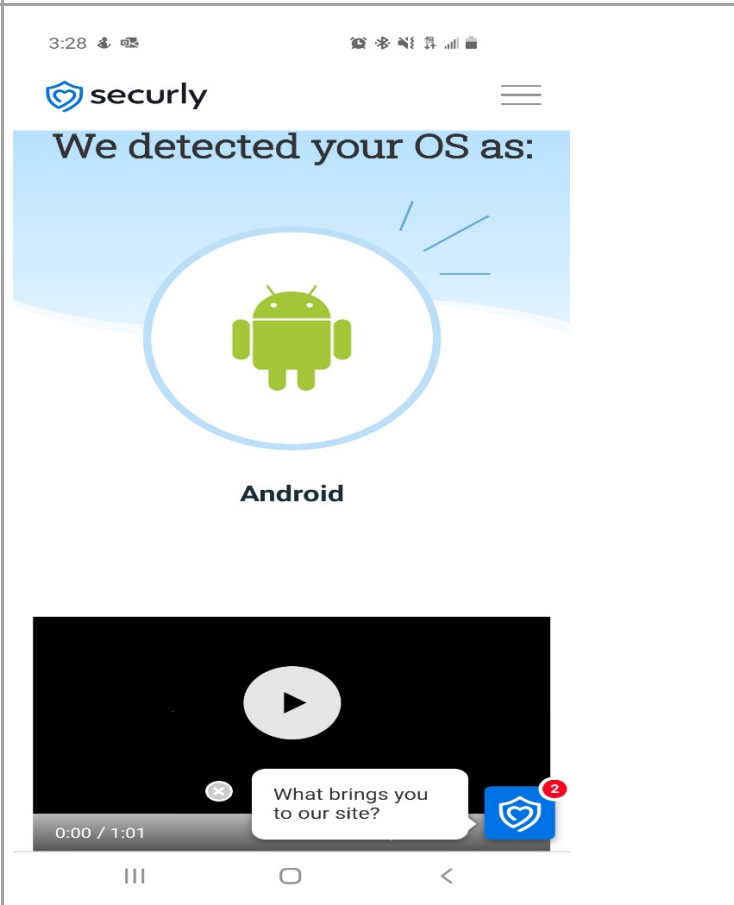 3:28
securly
We detected your OS as:
Android
What brings you
to our site?
2
0:00 / 1:01